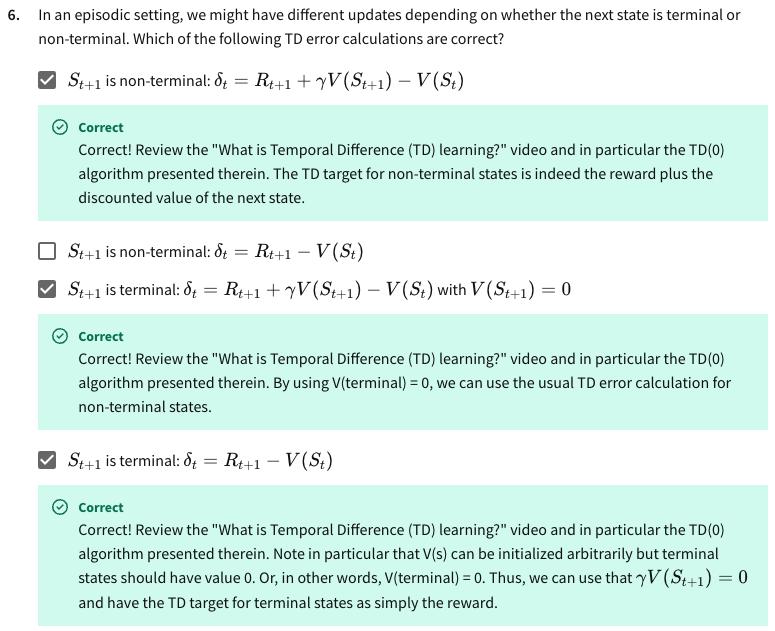 6. In an episodic setting, we might have different updates depending on whether the next state is terminal or
non-terminal. Which of the following TD error calculations are correct?
S_{t+1} is non-terminal: δ_t = R_{t+1} + γV(S_{t+1}) − V(S_t)
Correct
Correct! Review the "What is Temporal Difference (TD) learning?" video and in particular the TD(0)
algorithm presented therein. The TD target for non-terminal states is indeed the reward plus the
discounted value of the next state.
S_{t+1} is non-terminal: δ_t = R_{t+1} − V(S_t)
S_{t+1} is terminal: δ_t = R_{t+1} + γV(S_{t+1}) − V(S_t) with V(S_{t+1}) = 0
Correct
Correct! Review the "What is Temporal Difference (TD) learning?" video and in particular the TD(0)
algorithm presented therein. By using V(terminal) = 0, we can use the usual TD error calculation for
non-terminal states.
S_{t+1} is terminal: δ_t = R_{t+1} − V(S_t)
Correct
Correct! Review the "What is Temporal Difference (TD) learning?" video and in particular the TD(0)
algorithm presented therein. Note in particular that V(s) can be initialized arbitrarily but terminal
states should have value 0. Or, in other words, V(terminal) = 0. Thus, we can use that γV(S_{t+1}) = 0
and have the TD target for terminal states as simply the reward.